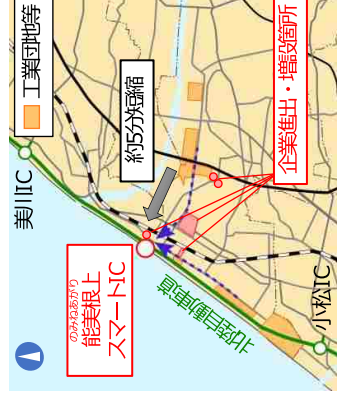 工業団地等
美川IC
約5分短縮
のみねあがり
能美根上
スマートIC
企業進出・増設箇所
北陸自動車道
小松IC